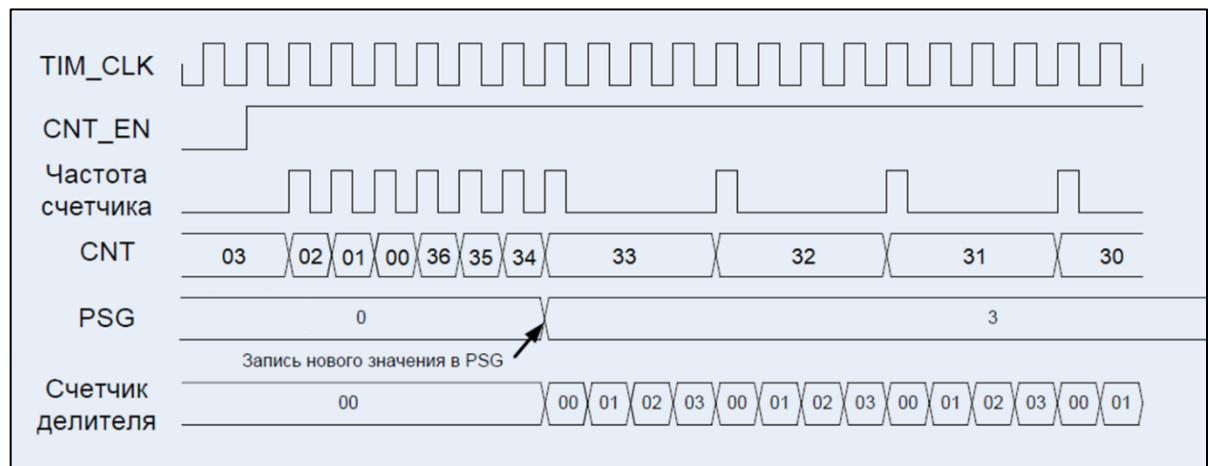 TIM_CLK
CNT_EN
Частота
счетчика
CNT 03 02 01 00 36 35 34 33 32 31 30
PSG 0 3
Запись нового значения в PSG
Счетчик
делителя
00 00 01 02 03 00 01 02 03 00 01 02 03 00 01